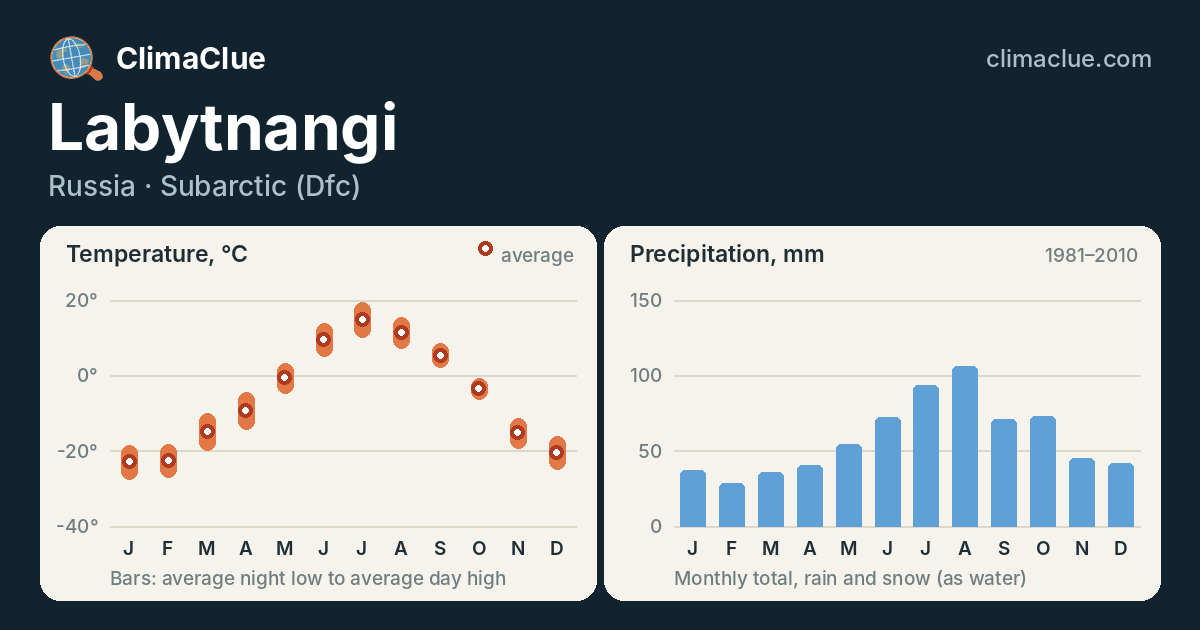 ClimaClue
climaclue.com
Labytnangi
Russia · Subarctic (Dfc)
Temperature, °C
average
20°
0°
-20°
-40°
J F M A M J J A S O N D
Bars: average night low to average day high
Precipitation, mm
1981–2010
150
100
50
0
J F M A M J J A S O N D
Monthly total, rain and snow (as water)